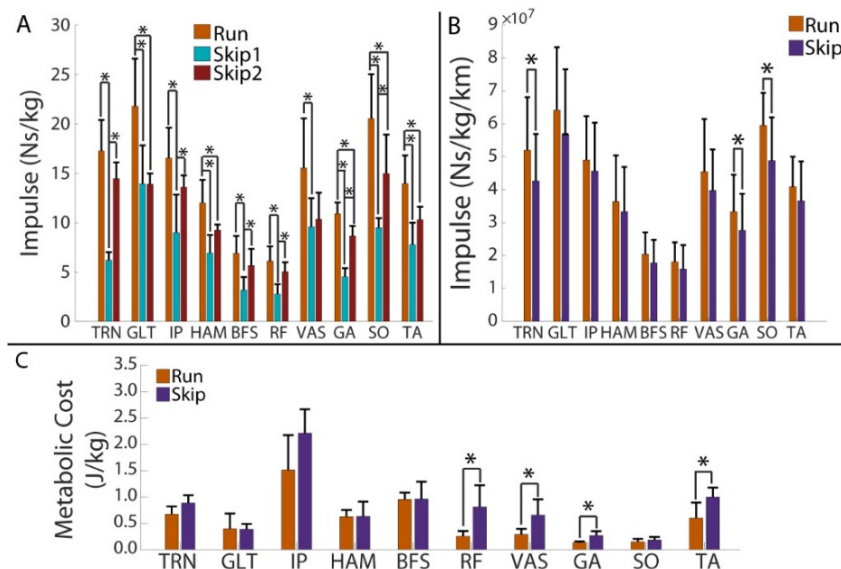 A
Impulse (Ns/kg)
30
25
20
15
10
5
0
Run
Skip1
Skip2
* * * * * * * * * * * * * * * * * * * * * *
TRN GLT IP HAM BFS RF VAS GA SO TA
B
Impulse (Ns/kg/km)
×10⁷
9
8
7
6
5
4
3
2
1
0
Run
Skip
* * *
TRN GLT IP HAM BFS RF VAS GA SO TA
C
Metabolic Cost
(J/kg)
3.5
3.0
2.5
2.0
1.5
1.0
0.5
0.0
Run
Skip
* * * *
TRN GLT IP HAM BFS RF VAS GA SO TA